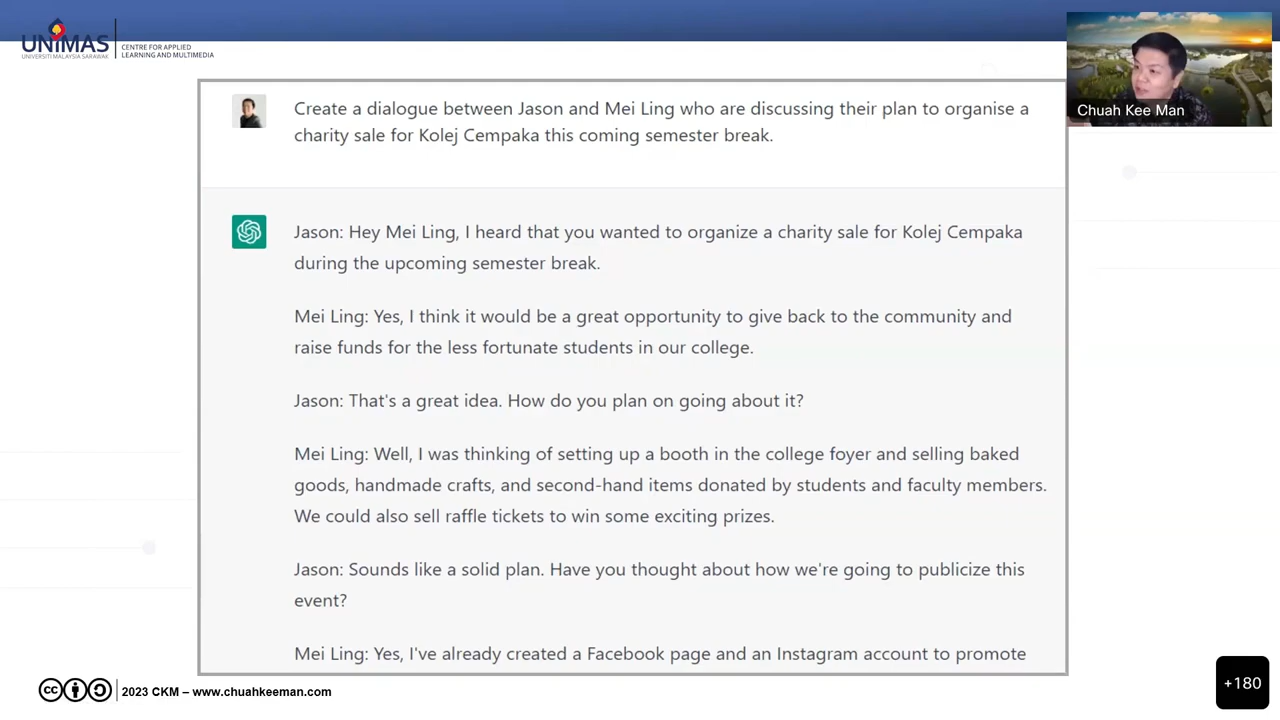 UNIMAS
UNIVERSITI MALAYSIA SARAWAK
CENTRE FOR APPLIED
LEARNING AND MULTIMEDIA
Chuah Kee Man
Create a dialogue between Jason and Mei Ling who are discussing their plan to organise a
charity sale for Kolej Cempaka this coming semester break.
Jason: Hey Mei Ling, I heard that you wanted to organize a charity sale for Kolej Cempaka
during the upcoming semester break.
Mei Ling: Yes, I think it would be a great opportunity to give back to the community and
raise funds for the less fortunate students in our college.
Jason: That's a great idea. How do you plan on going about it?
Mei Ling: Well, I was thinking of setting up a booth in the college foyer and selling baked
goods, handmade crafts, and second-hand items donated by students and faculty members.
We could also sell raffle tickets to win some exciting prizes.
Jason: Sounds like a solid plan. Have you thought about how we're going to publicize this
event?
Mei Ling: Yes, I've already created a Facebook page and an Instagram account to promote
cc 2023 CKM – www.chuahkeeman.com
+180